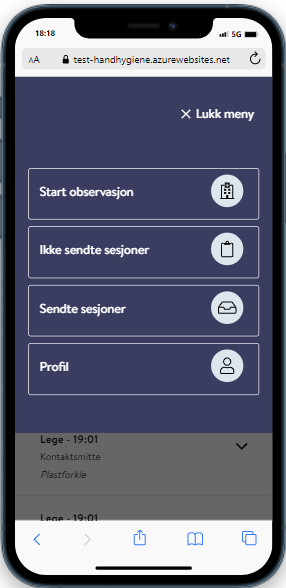 18:18
5G
AA
test-handhygiene.azurewebsites.net
Lukk meny
Start observasjon
Ikke sendte sesjoner
Sendte sesjoner
Profil
Lege - 19:01
Kontaktsmitte
Plastforkle
Lege - 19:01